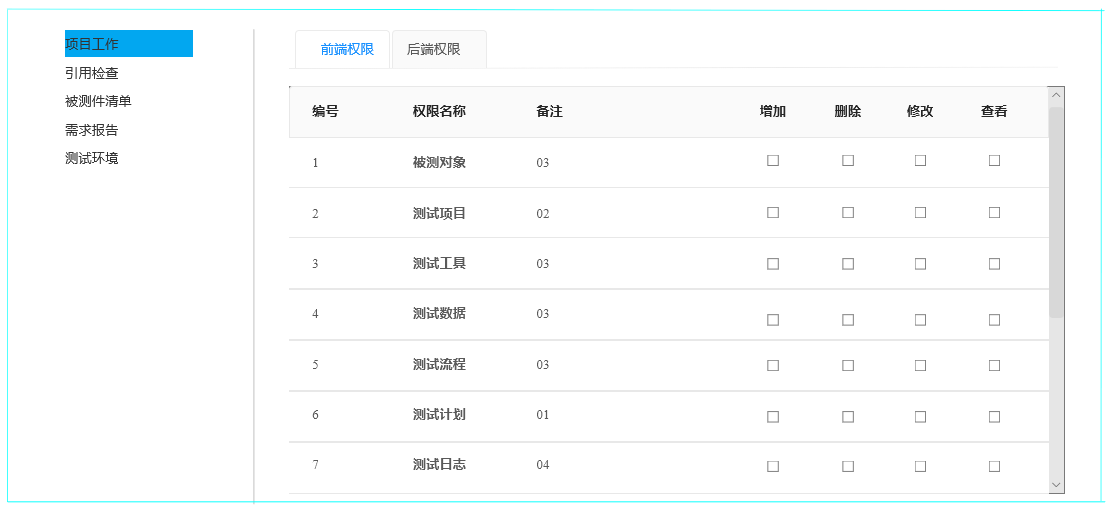 项目工作
引用检查
被测件清单
需求报告
测试环境
前端权限 后端权限
编号 权限名称 备注 增加 删除 修改 查看
1 被测对象 03
2 测试项目 02
3 测试工具 03
4 测试数据 03
5 测试流程 03
6 测试计划 01
7 测试日志 04